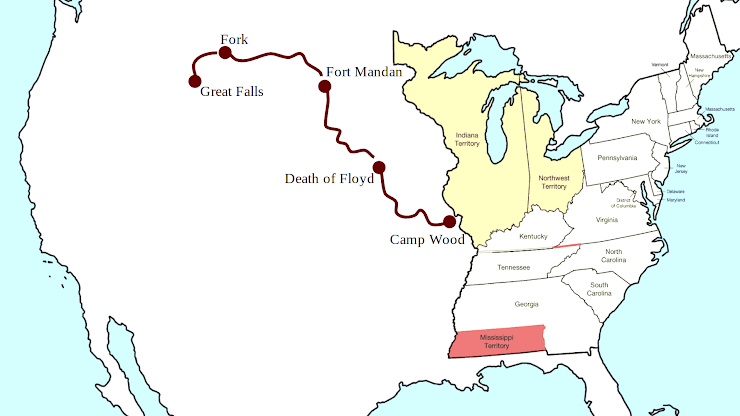 Fork
Great Falls
Fort Mandan
Death of Floyd
Camp Wood
Indiana
Territory
Northwest
Territory
Kentucky
Tennessee
Georgia
Mississippi
Territory
Massachusetts
Vermont
New
Hampshire
New York
Massachusetts
Rhode
Island
Connecticut
Pennsylvania
New
Jersey
Delaware
Maryland
District
of Columbia
Virginia
North
Carolina
South
Carolina